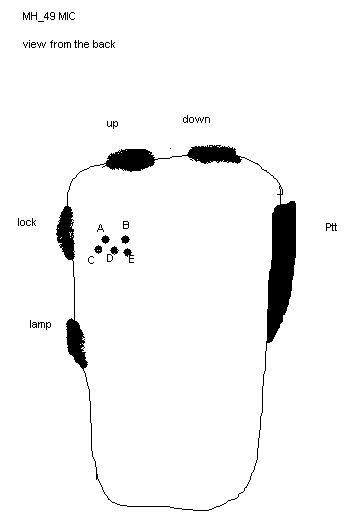 MH_49 MIC
view from the back
up
down
lock
A
B
Ptt
C
D
E
lamp